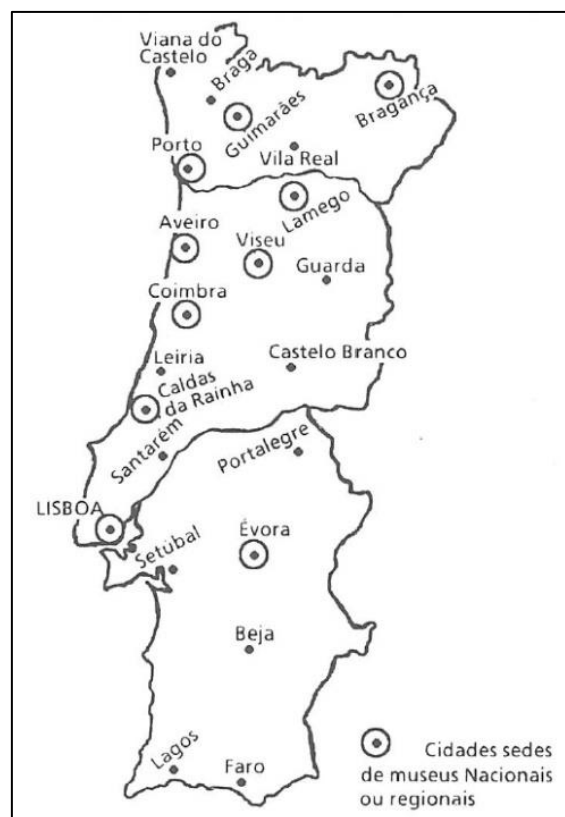 Viana do
Castelo
Braga
Guimarães
Bragança
Porto
Vila Real
Lamego
Aveiro
Viseu
Guarda
Coimbra
Leiria
Castelo Branco
Caldas
da Rainha
Santarém
Portalegre
LISBOA
Setúbal
Évora
Beja
Lagos
Faro
Cidades sedes
de museus Nacionais
ou regionais